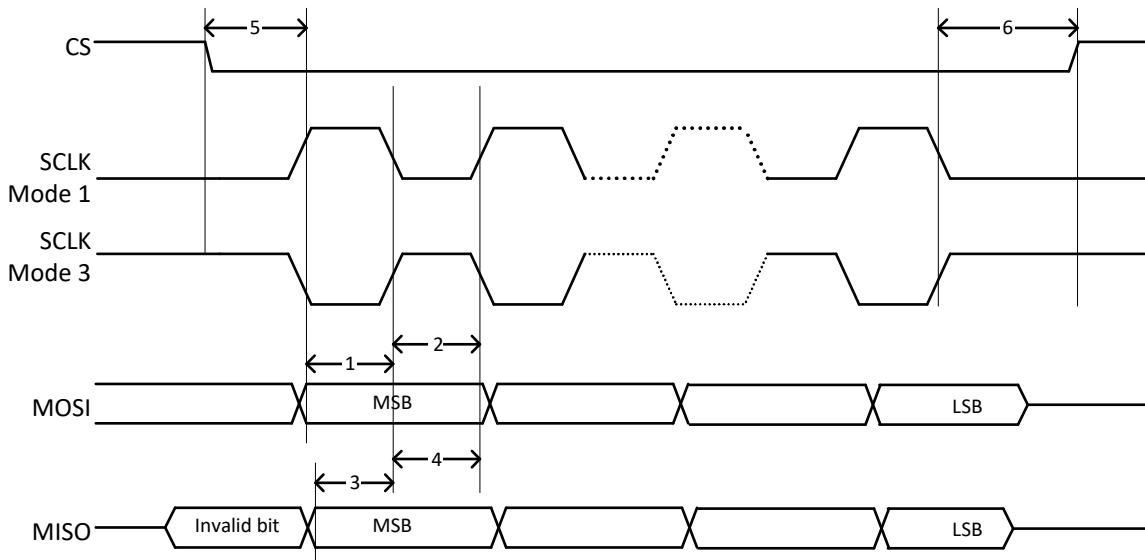 5
6
CS
SCLK
Mode 1
SCLK
Mode 3
1
2
MOSI
MSB
LSB
4
3
MISO
Invalid bit
MSB
LSB